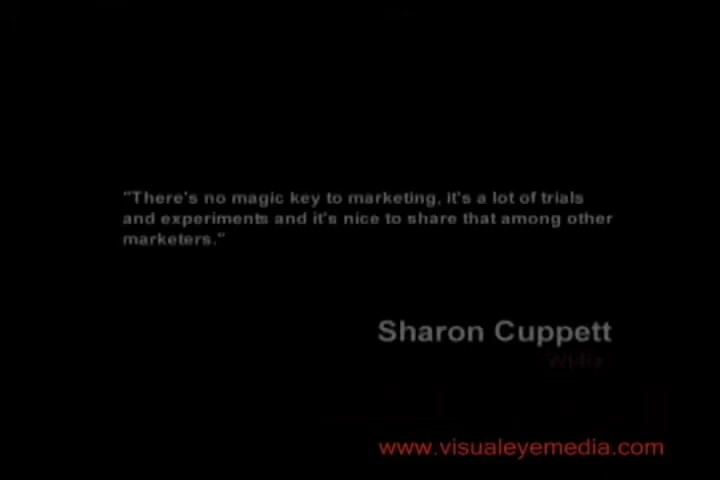 "There's no magic key to marketing, it's a lot of trials
and experiments and it's nice to share that among other
marketers."
Sharon Cuppett
www.visualeyemedia.com